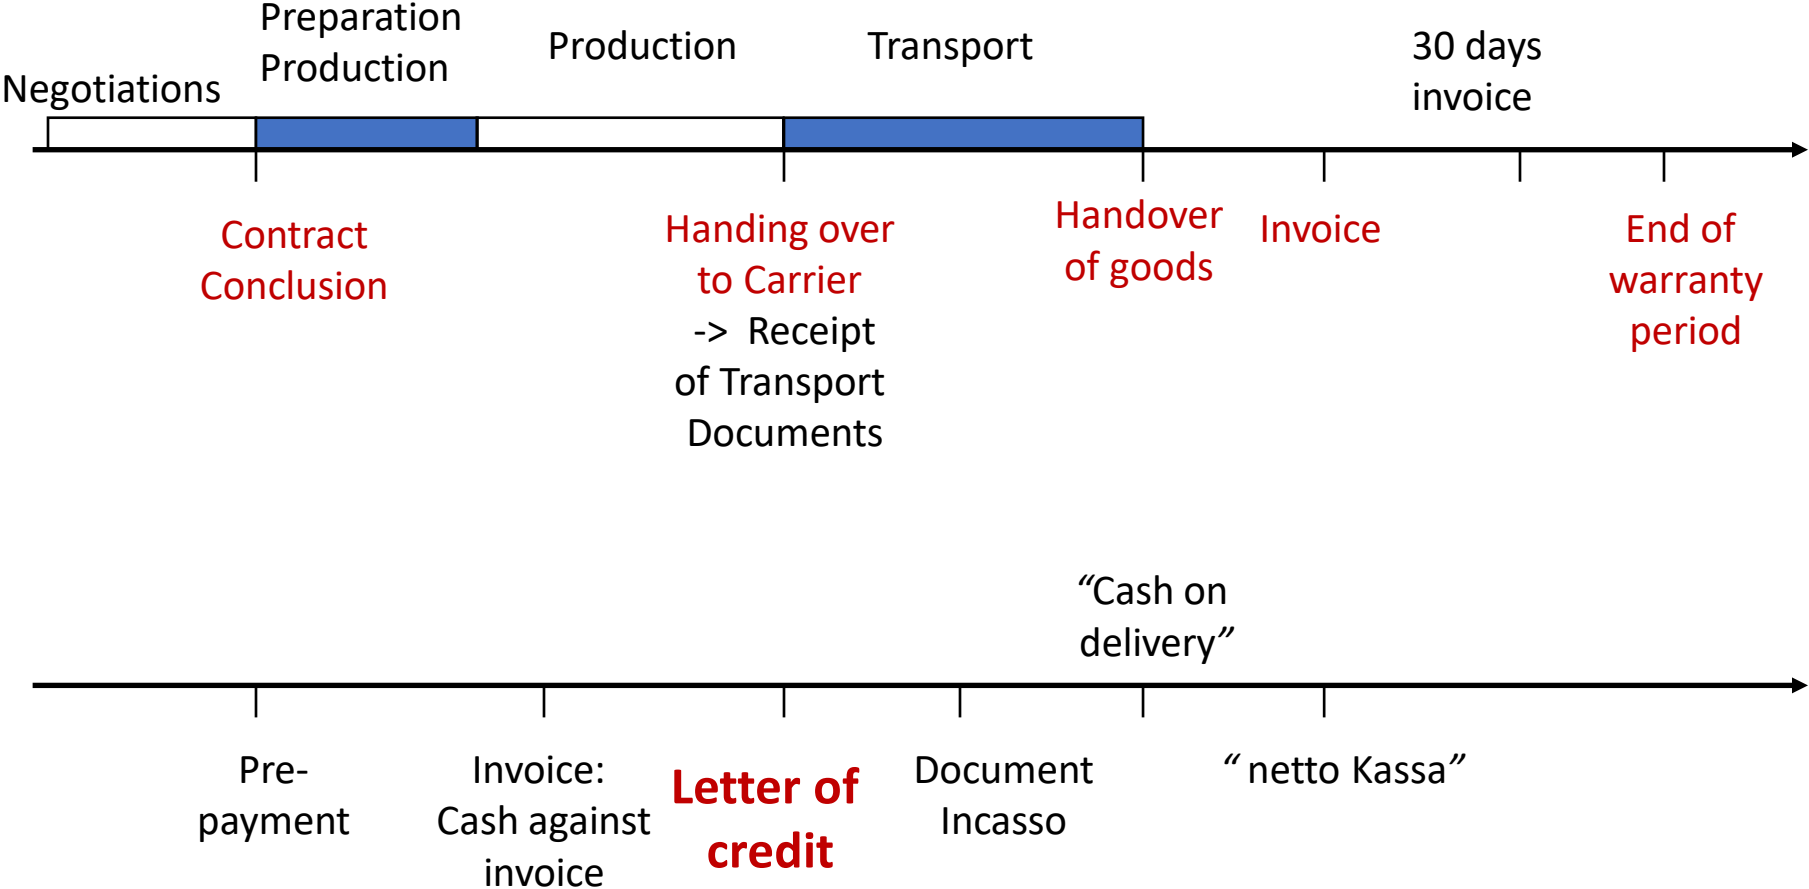 Negotiations
Preparation
Production
Production
Transport
30 days
invoice
Contract
Conclusion
Handing over
to Carrier
-> Receipt
of Transport
Documents
Handover
of goods
Invoice
End of
warranty
period
“Cash on
delivery”
Pre-
payment
Invoice:
Cash against
invoice
Letter of
credit
Document
Incasso
“ netto Kassa”